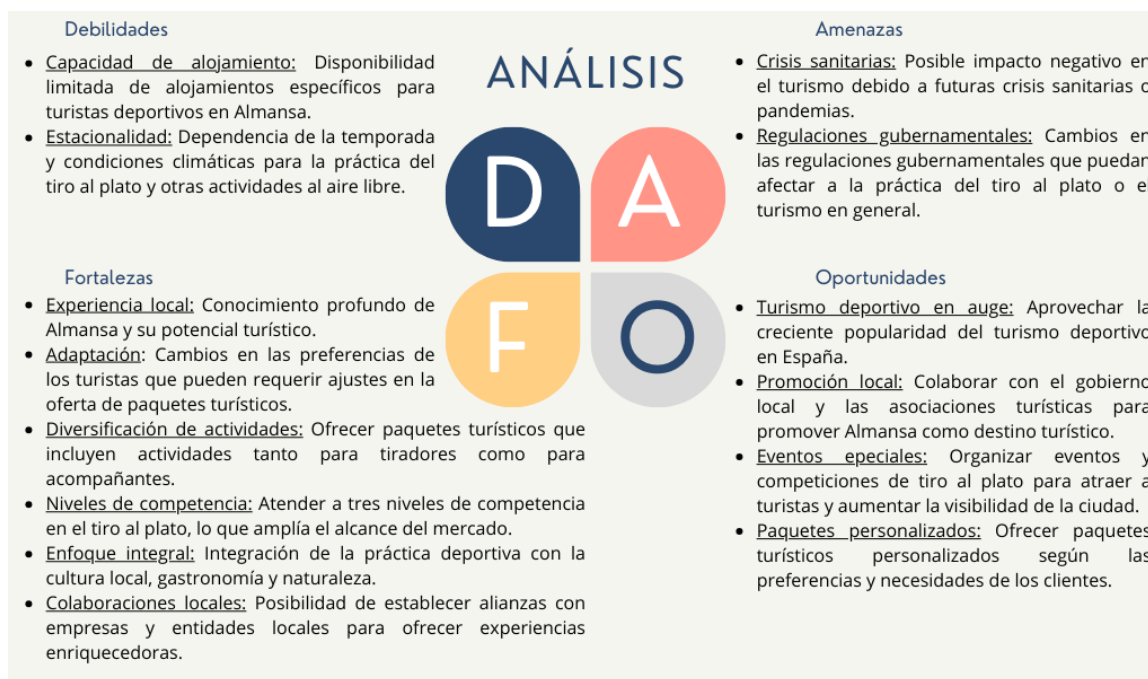 Debilidades
• Capacidad de alojamiento: Disponibilidad
limitada de alojamientos específicos para
turistas deportivos en Almansa.
• Estacionalidad: Dependencia de la temporada
y condiciones climáticas para la práctica del
tiro al plato y otras actividades al aire libre.
ANÁLISIS
D A
F O
Amenazas
• Crisis sanitarias: Posible impacto negativo en
el turismo debido a futuras crisis sanitarias o
pandemias.
• Regulaciones gubernamentales: Cambios en
las regulaciones gubernamentales que puedan
afectar a la práctica del tiro al plato o el
turismo en general.
Fortalezas
• Experiencia local: Conocimiento profundo de
Almansa y su potencial turístico.
• Adaptación: Cambios en las preferencias de
los turistas que pueden requerir ajustes en la
oferta de paquetes turísticos.
• Diversificación de actividades: Ofrecer paquetes turísticos que
incluyen actividades tanto para tiradores como para
acompañantes.
• Niveles de competencia: Atender a tres niveles de competencia
en el tiro al plato, lo que amplía el alcance del mercado.
• Enfoque integral: Integración de la práctica deportiva con la
cultura local, gastronomía y naturaleza.
• Colaboraciones locales: Posibilidad de establecer alianzas con
empresas y entidades locales para ofrecer experiencias
enriquecedoras.
Oportunidades
• Turismo deportivo en auge: Aprovechar la
creciente popularidad del turismo deportivo
en España.
• Promoción local: Colaborar con el gobierno
local y las asociaciones turísticas para
promover Almansa como destino turístico.
• Eventos epeciales: Organizar eventos y
competiciones de tiro al plato para atraer a
turistas y aumentar la visibilidad de la ciudad.
• Paquetes personalizados: Ofrecer paquetes
turísticos personalizados según las
preferencias y necesidades de los clientes.